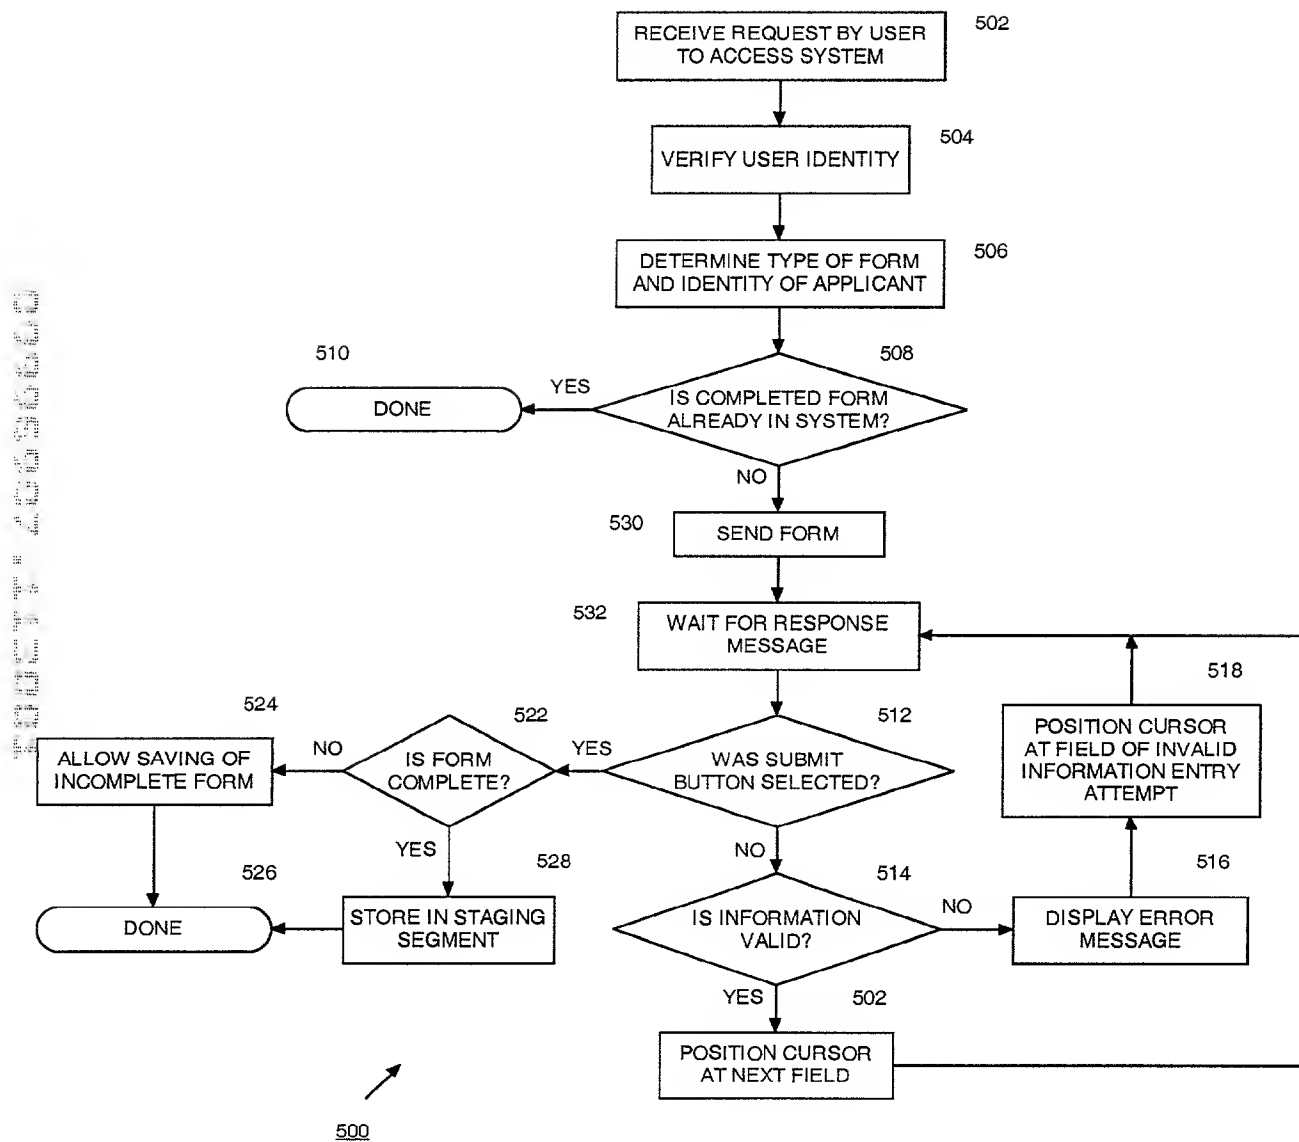 RECEIVE REQUEST BY USER
TO ACCESS SYSTEM
502
VERIFY USER IDENTITY
504
DETERMINE TYPE OF FORM
AND IDENTITY OF APPLICANT
506
510
DONE
YES
508
IS COMPLETED FORM
ALREADY IN SYSTEM?
NO
530
SEND FORM
532
WAIT FOR RESPONSE
MESSAGE
518
POSITION CURSOR
AT FIELD OF INVALID
INFORMATION ENTRY
ATTEMPT
524
ALLOW SAVING OF
INCOMPLETE FORM
NO
522
IS FORM
COMPLETE?
YES
512
WAS SUBMIT
BUTTON SELECTED?
YES
NO
526
DONE
528
STORE IN STAGING
SEGMENT
514
IS INFORMATION
VALID?
NO
516
DISPLAY ERROR
MESSAGE
YES
502
POSITION CURSOR
AT NEXT FIELD
500